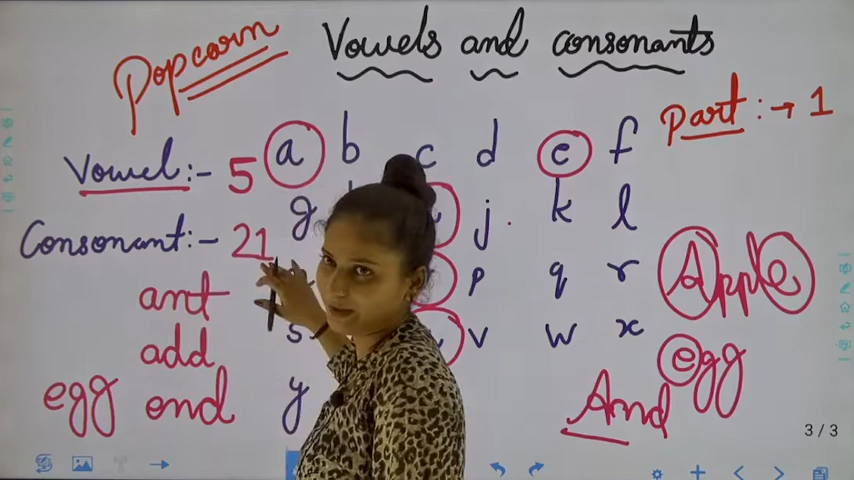 Popcorn
Vowels and consonants
Part :→ 1
Vowel :- 5
Consonant :- 21
a b c d e f
g j k l
p q r
s v w x
y
ant
add
egg end
Apple
egg
And
3 / 3